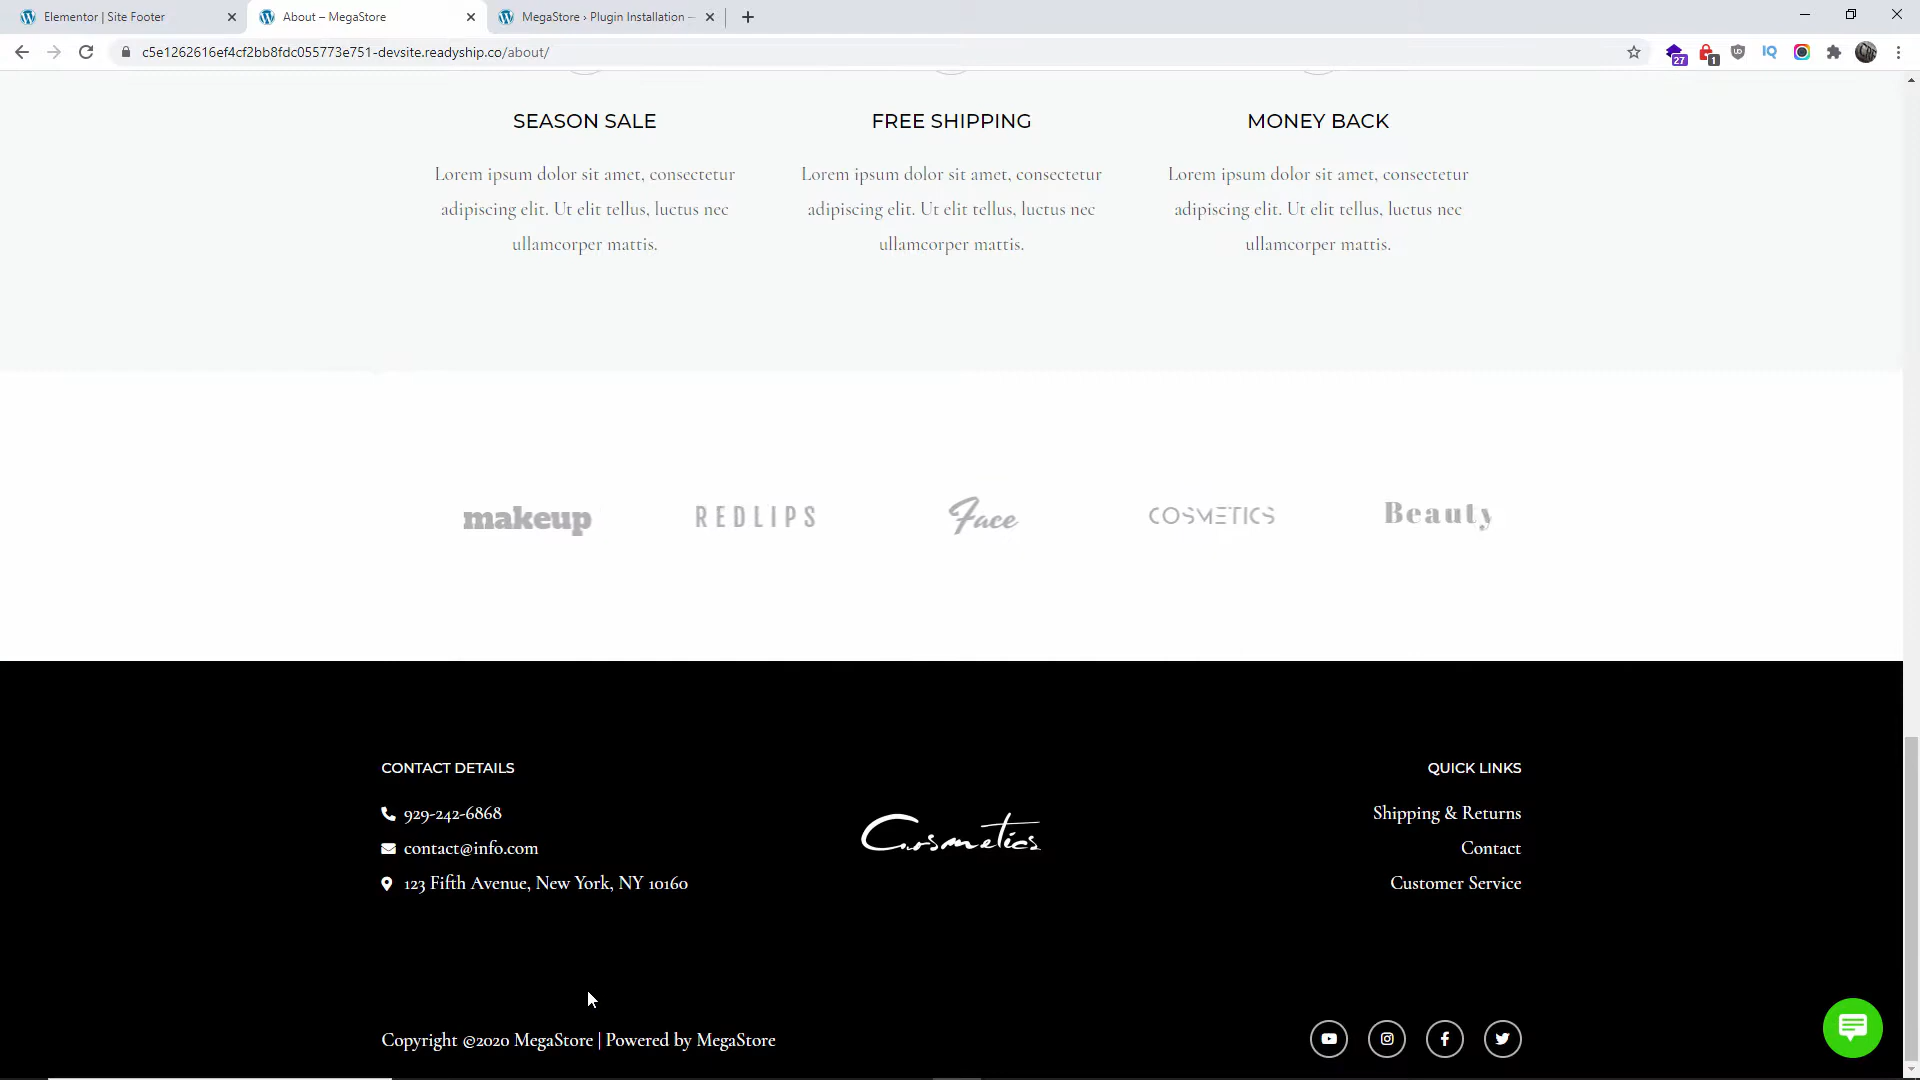 Elementor | Site Footer
About – MegaStore
MegaStore › Plugin Installation –
c5e1262616ef4cf2bb8fdc055773e751-devsite.readyship.co/about/
27
1
IQ
SEASON SALE
Lorem ipsum dolor sit amet, consectetur
adipiscing elit. Ut elit tellus, luctus nec
ullamcorper mattis.
FREE SHIPPING
Lorem ipsum dolor sit amet, consectetur
adipiscing elit. Ut elit tellus, luctus nec
ullamcorper mattis.
MONEY BACK
Lorem ipsum dolor sit amet, consectetur
adipiscing elit. Ut elit tellus, luctus nec
ullamcorper mattis.
makeup
REDLIPS
Face
COSMETICS
Beauty
CONTACT DETAILS
929-242-6868
contact@info.com
123 Fifth Avenue, New York, NY 10160
Cosmetics
QUICK LINKS
Shipping & Returns
Contact
Customer Service
Copyright ©2020 MegaStore | Powered by MegaStore